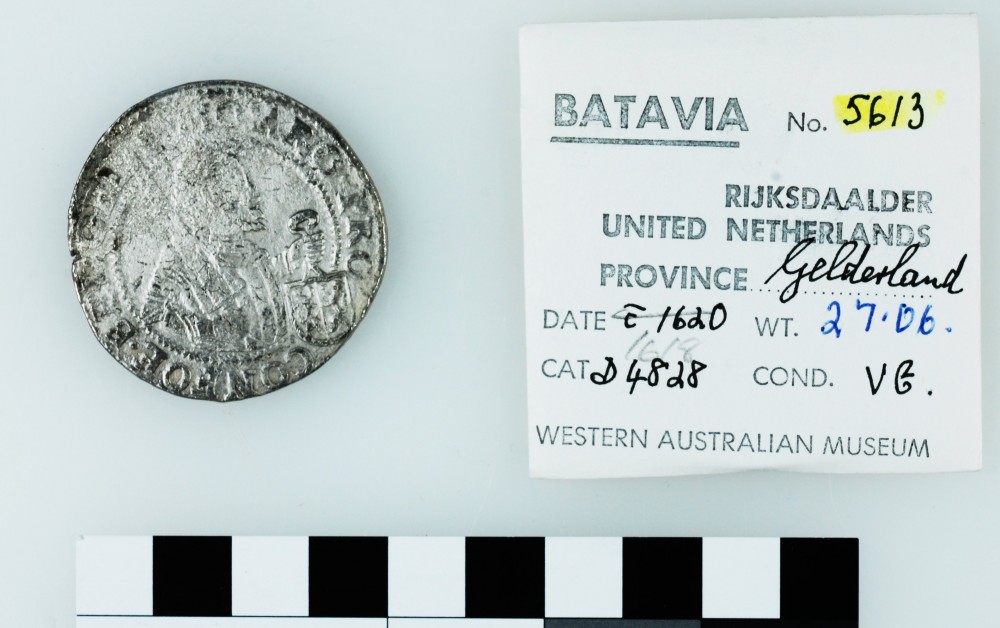 BATAVIA No. 5613
RIJKSDAALDER
UNITED NETHERLANDS
PROVINCE Gelderland
DATE c 1620 WT. 27.06.
1618
CAT D 4828 COND. VG.
WESTERN AUSTRALIAN MUSEUM